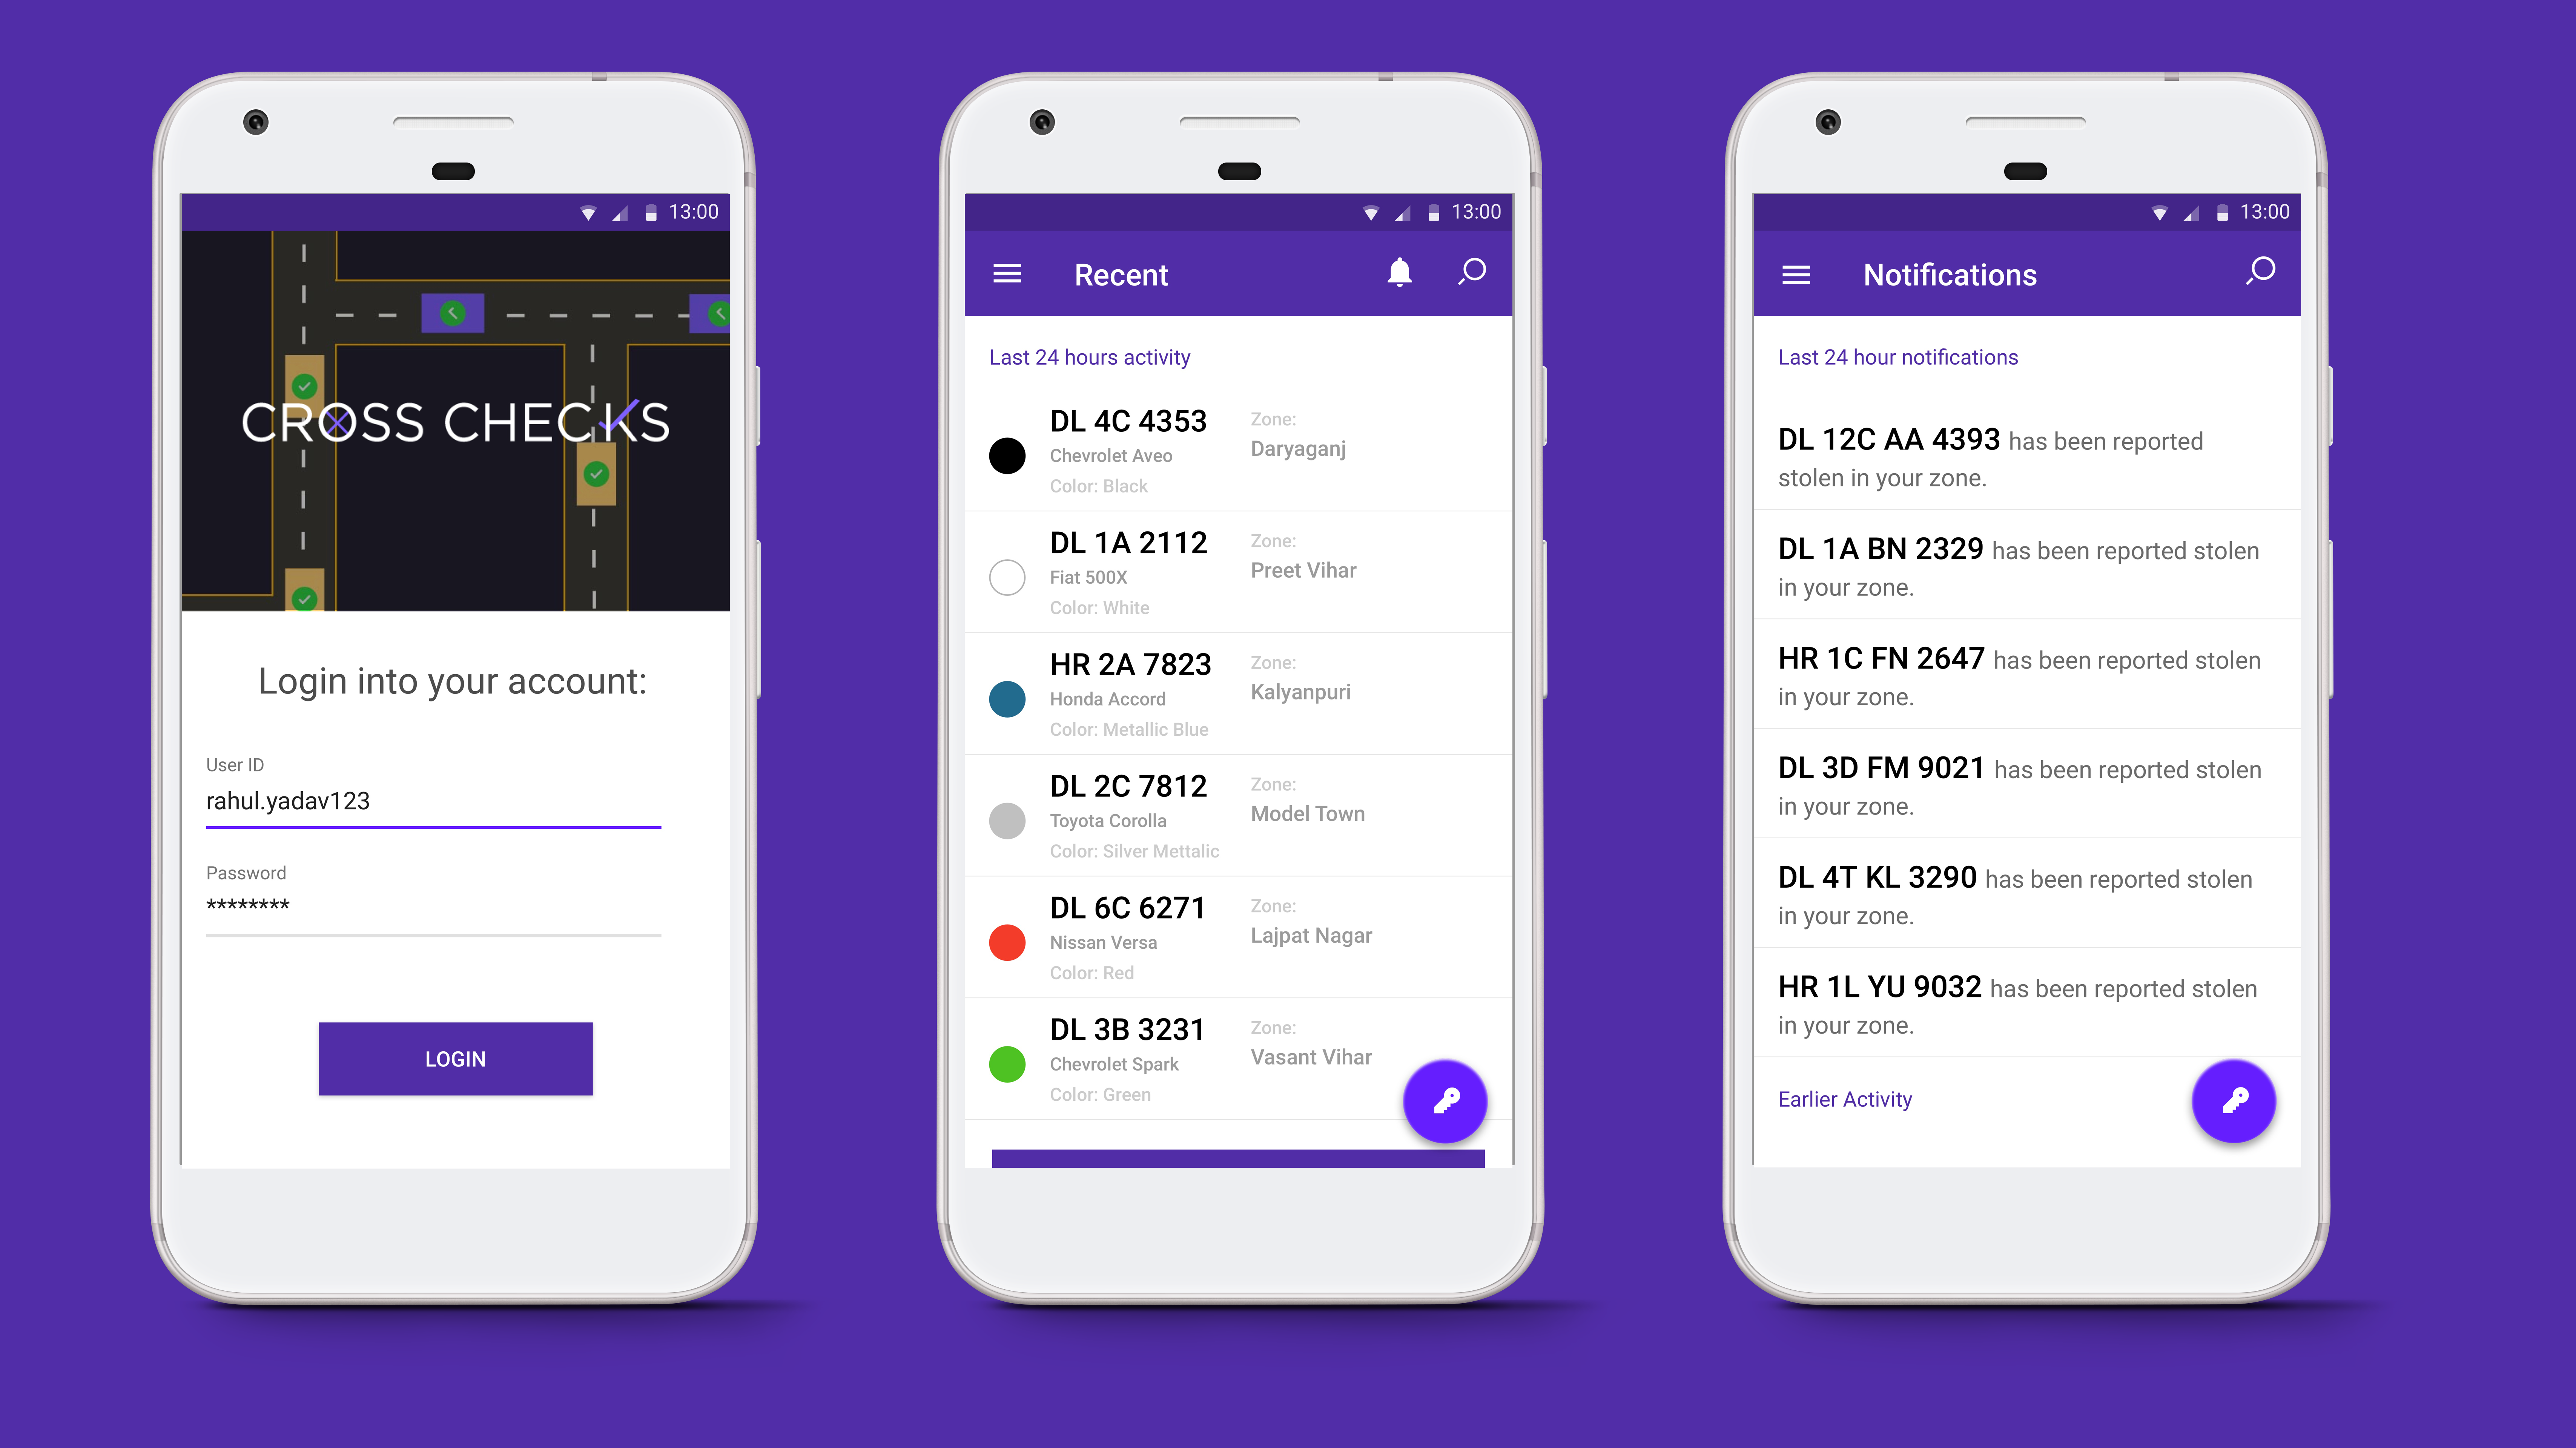 13:00
CROSS CHECKS
Login into your account:
User ID
rahul.yadav123
Password
********
LOGIN
13:00
Recent
Last 24 hours activity
DL 4C 4353
Chevrolet Aveo
Color: Black
Zone:
Daryaganj
DL 1A 2112
Fiat 500X
Color: White
Zone:
Preet Vihar
HR 2A 7823
Honda Accord
Color: Metallic Blue
Zone:
Kalyanpuri
DL 2C 7812
Toyota Corolla
Color: Silver Mettalic
Zone:
Model Town
DL 6C 6271
Nissan Versa
Color: Red
Zone:
Lajpat Nagar
DL 3B 3231
Chevrolet Spark
Color: Green
Zone:
Vasant Vihar
13:00
Notifications
Last 24 hour notifications
DL 12C AA 4393 has been reported
stolen in your zone.
DL 1A BN 2329 has been reported stolen
in your zone.
HR 1C FN 2647 has been reported stolen
in your zone.
DL 3D FM 9021 has been reported stolen
in your zone.
DL 4T KL 3290 has been reported stolen
in your zone.
HR 1L YU 9032 has been reported stolen
in your zone.
Earlier Activity